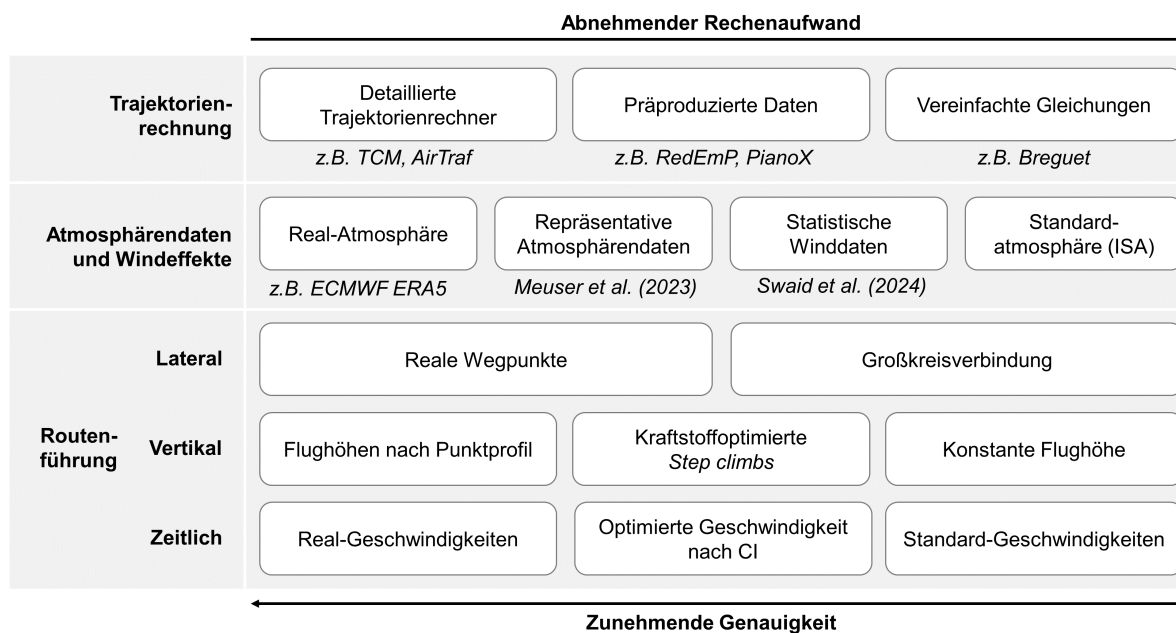 Abnehmender Rechenaufwand
Trajektorien-
rechnung
Detaillierte
Trajektorienrechner
z.B. TCM, AirTraf
Präproduzierte Daten
z.B. RedEmP, PianoX
Vereinfachte Gleichungen
z.B. Breguet
Atmosphärendaten
und Windeffekte
Real-Atmosphäre
z.B. ECMWF ERA5
Repräsentative
Atmosphärendaten
Meuser et al. (2023)
Statistische
Winddaten
Swaid et al. (2024)
Standard-
atmosphäre (ISA)
Routen-
führung
Lateral
Reale Wegpunkte
Großkreisverbindung
Vertikal
Flughöhen nach Punktprofil
Kraftstoffoptimierte
Step climbs
Konstante Flughöhe
Zeitlich
Real-Geschwindigkeiten
Optimierte Geschwindigkeit
nach CI
Standard-Geschwindigkeiten
Zunehmende Genauigkeit